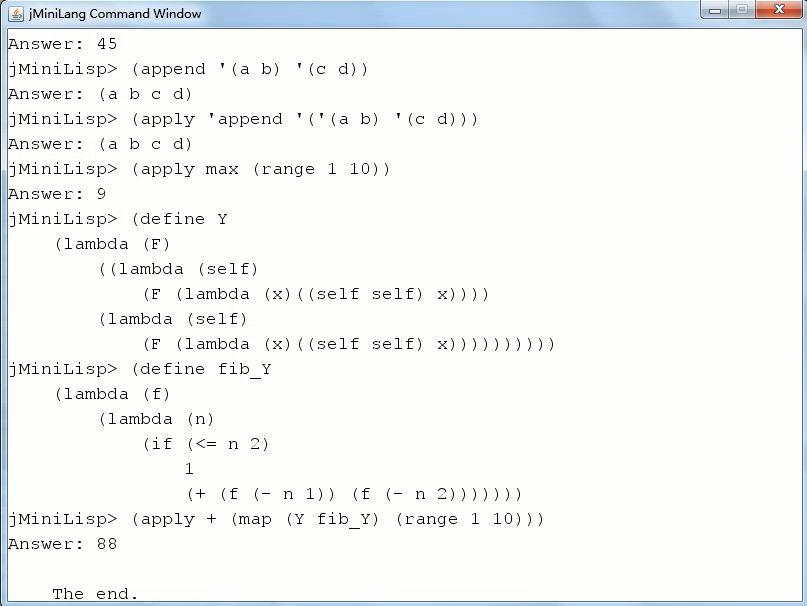 jMiniLang Command Window
Answer: 45
jMiniLisp> (append '(a b) '(c d))
Answer: (a b c d)
jMiniLisp> (apply 'append '('(a b) '(c d)))
Answer: (a b c d)
jMiniLisp> (apply max (range 1 10))
Answer: 9
jMiniLisp> (define Y
    (lambda (F)
        ((lambda (self)
            (F (lambda (x)((self self) x))))
        (lambda (self)
            (F (lambda (x)((self self) x))))))))))
jMiniLisp> (define fib_Y
    (lambda (f)
        (lambda (n)
            (if (<= n 2)
                1
                (+ (f (- n 1)) (f (- n 2)))))))
jMiniLisp> (apply + (map (Y fib_Y) (range 1 10)))
Answer: 88
    The end.